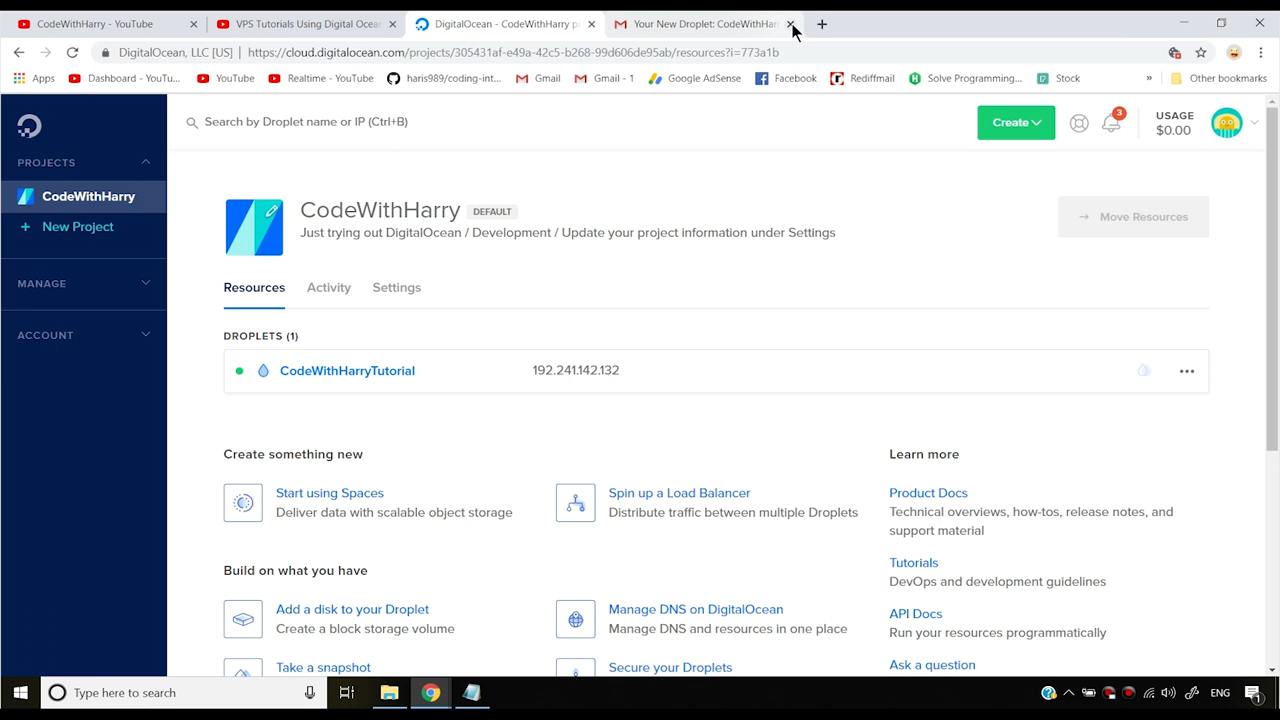 CodeWithHarry - YouTube
VPS Tutorials Using Digital Ocean
DigitalOcean - CodeWithHarry p
Your New Droplet: CodeWithHar
DigitalOcean, LLC [US] | https://cloud.digitalocean.com/projects/305431af-e49a-42c5-b268-99d606de95ab/resources?i=773a1b
Apps
Dashboard - YouTu...
YouTube
Realtime - YouTube
haris989/coding-int...
Gmail
Gmail - 1
Google AdSense
Facebook
Rediffmail
Solve Programming...
Stock
»
Other bookmarks
Search by Droplet name or IP (Ctrl+B)
Create
3
USAGE
$0.00
PROJECTS
CodeWithHarry
+ New Project
MANAGE
ACCOUNT
CodeWithHarry DEFAULT
Just trying out DigitalOcean / Development / Update your project information under Settings
→ Move Resources
Resources Activity Settings
DROPLETS (1)
CodeWithHarryTutorial 192.241.142.132
Create something new
Start using Spaces
Deliver data with scalable object storage
Spin up a Load Balancer
Distribute traffic between multiple Droplets
Build on what you have
Add a disk to your Droplet
Create a block storage volume
Manage DNS on DigitalOcean
Manage DNS and resources in one place
Take a snapshot
Secure your Droplets
Learn more
Product Docs
Technical overviews, how-tos, release notes, and
support material
Tutorials
DevOps and development guidelines
API Docs
Run your resources programmatically
Ask a question
Type here to search
ENG
1